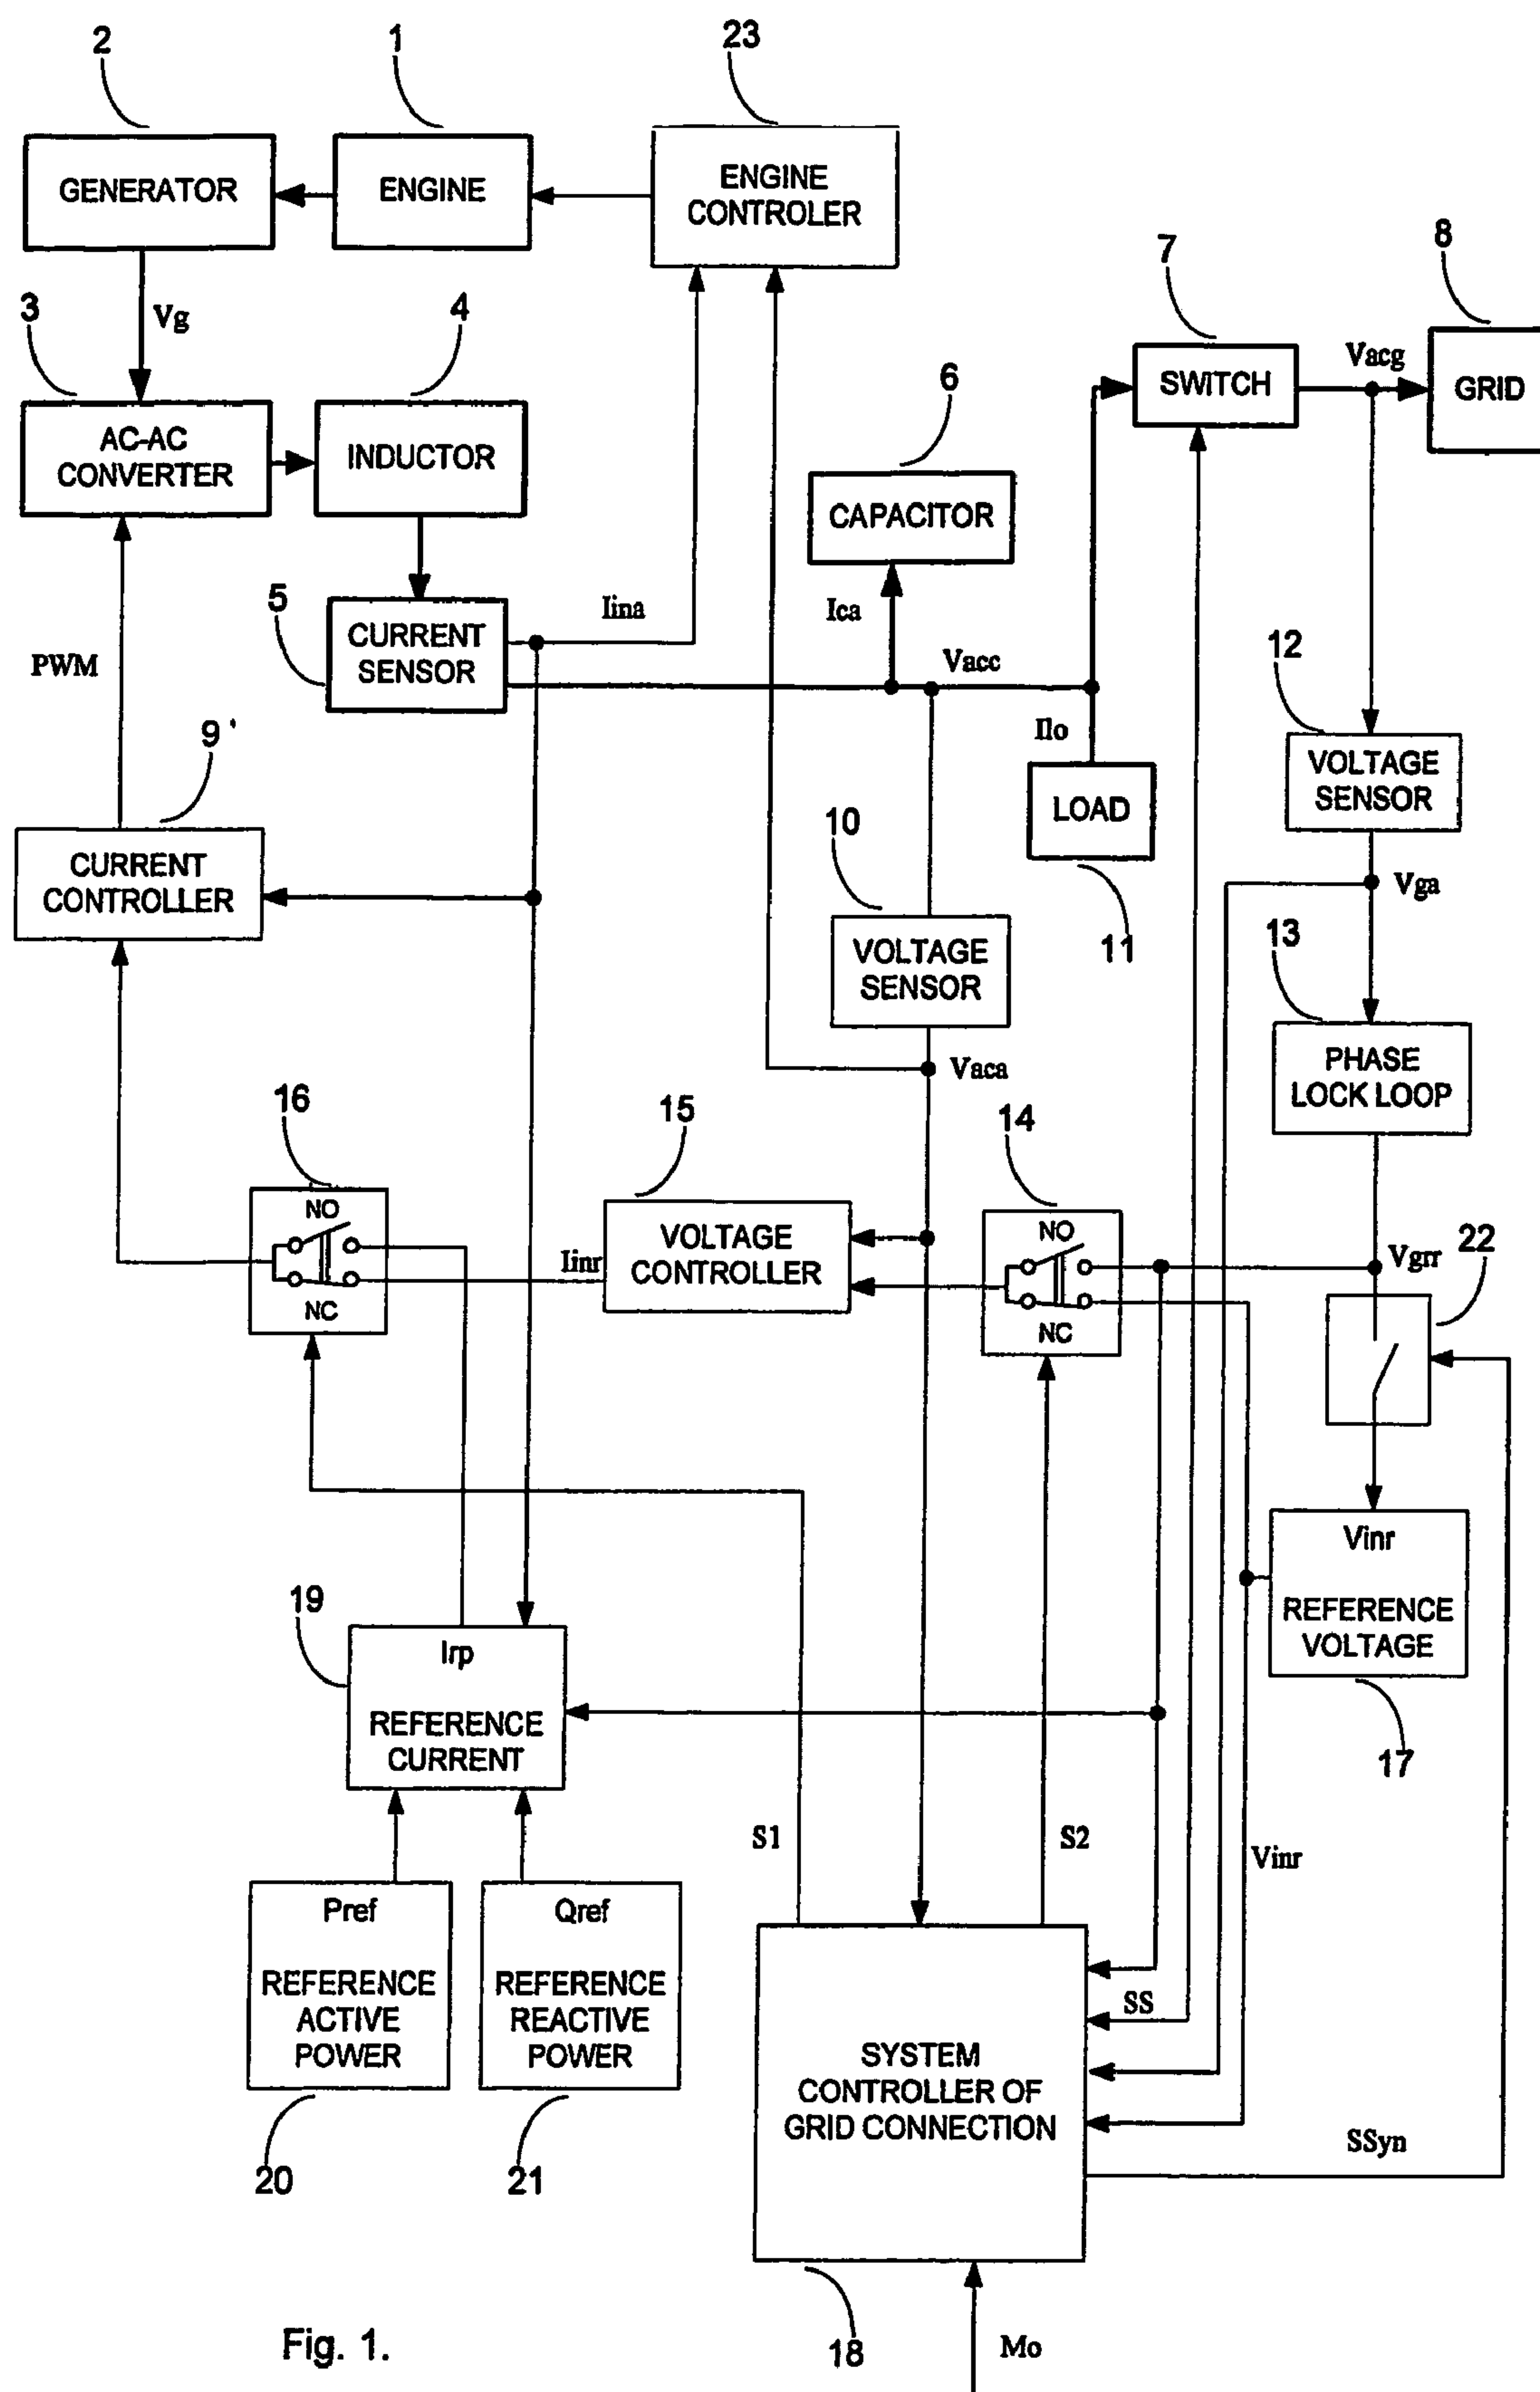 2
1
23
GENERATOR
ENGINE
ENGINE
CONTROLER
7
8
3
Vg
4
Vacg
SWITCH
GRID
6
AC-AC
CONVERTER
INDUCTOR
CAPACITOR
5
Iina
Ica
CURRENT
SENSOR
PWM
Vacc
12
9'
Ilo
VOLTAGE
SENSOR
10
LOAD
CURRENT
CONTROLLER
Vga
11
13
VOLTAGE
SENSOR
PHASE
LOCK LOOP
Vaca
16
15
14
NO
NC
Iinr
VOLTAGE
CONTROLLER
NO
NC
Vgrr
22
Vinr
REFERENCE
VOLTAGE
19
Irp
REFERENCE
CURRENT
17
S1
S2
Vinr
Pref
REFERENCE
ACTIVE
POWER
Qref
REFERENCE
REACTIVE
POWER
SS
SYSTEM
CONTROLLER OF
GRID CONNECTION
SSyn
20
21
18
Mo
Fig. 1.